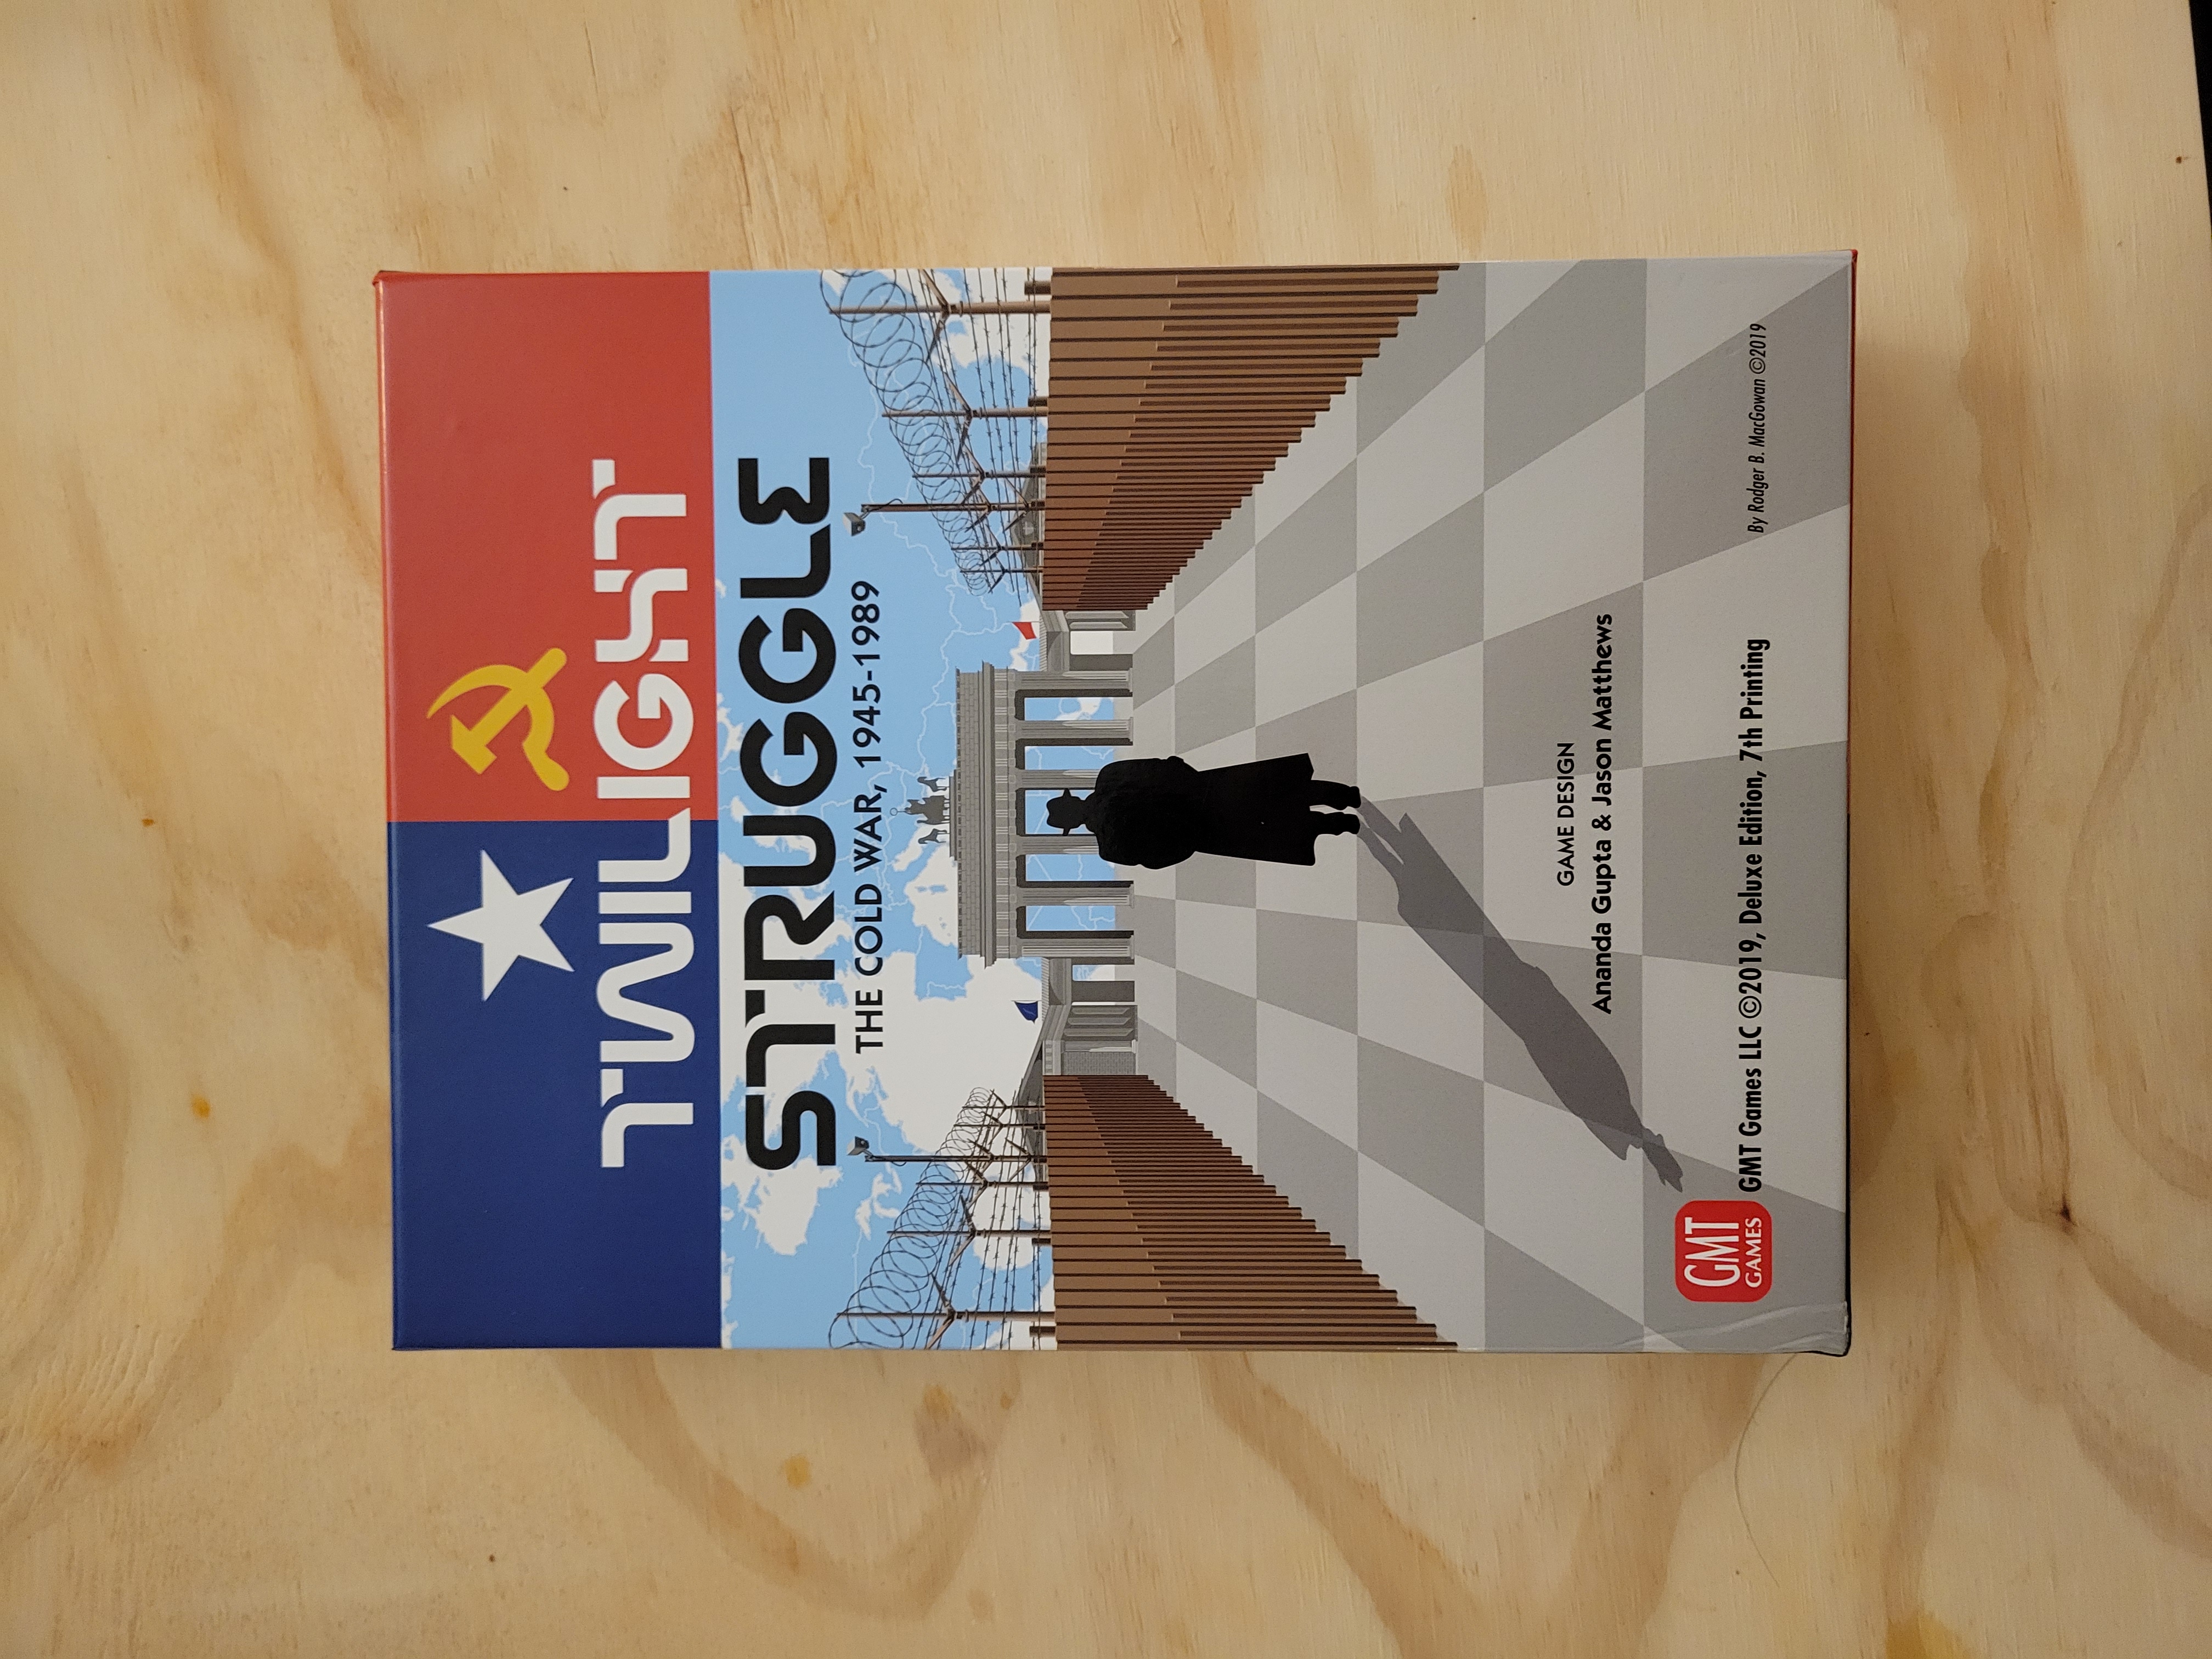 TWILIGHT
STRUGGLE
THE COLD WAR, 1945-1989
GAME DESIGN
Ananda Gupta & Jason Matthews
GMT
GAMES
GMT Games LLC ©2019, Deluxe Edition, 7th Printing
By Rodger B. MacGowan ©2019